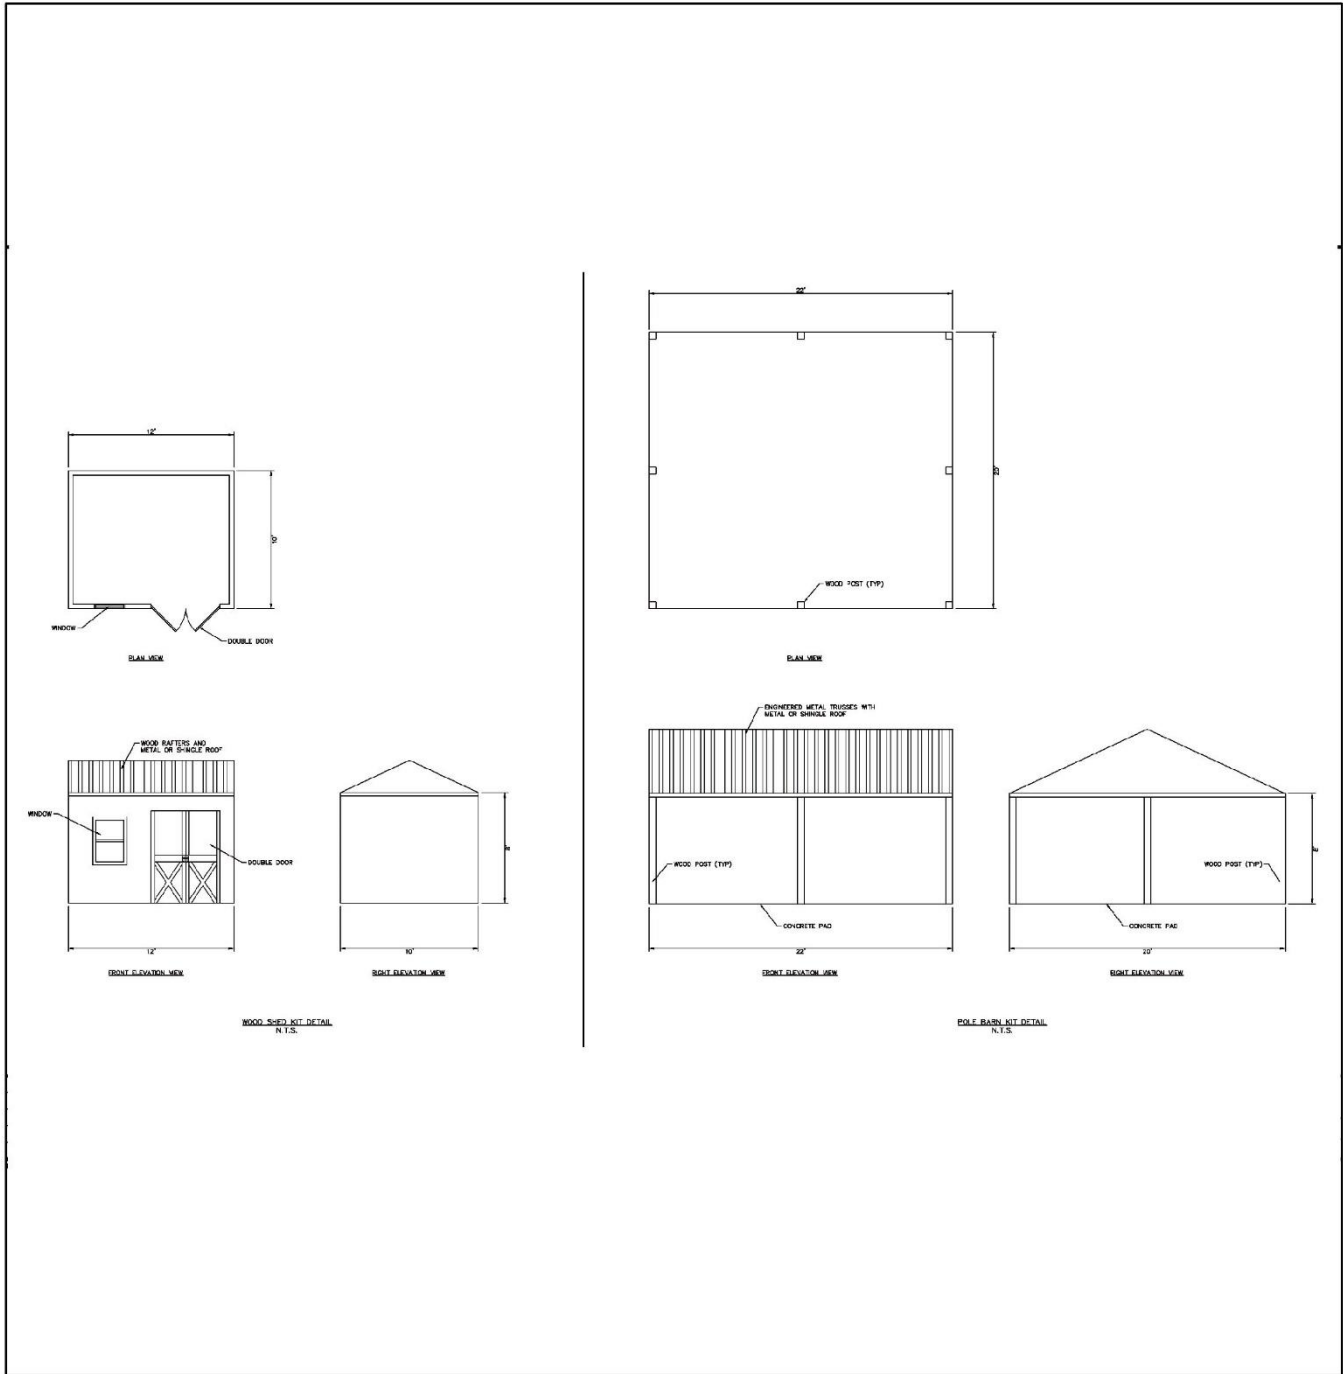 12'
10'
WINDOW
DOUBLE DOOR
PLAN VIEW
WOOD RAFTERS AND
METAL OR SHINGLE ROOF
WINDOW
DOUBLE DOOR
12'
FRONT ELEVATION VIEW
8'
10'
RIGHT ELEVATION VIEW
WOOD SHED KIT DETAIL
N.T.S.
22'
20'
WOOD POST (TYP)
PLAN VIEW
ENGINEERED METAL TRUSSES WITH
METAL OR SHINGLE ROOF
WOOD POST (TYP)
CONCRETE PAD
22'
FRONT ELEVATION VIEW
WOOD POST (TYP)
8'
CONCRETE PAD
20'
RIGHT ELEVATION VIEW
POLE BARN KIT DETAIL
N.T.S.